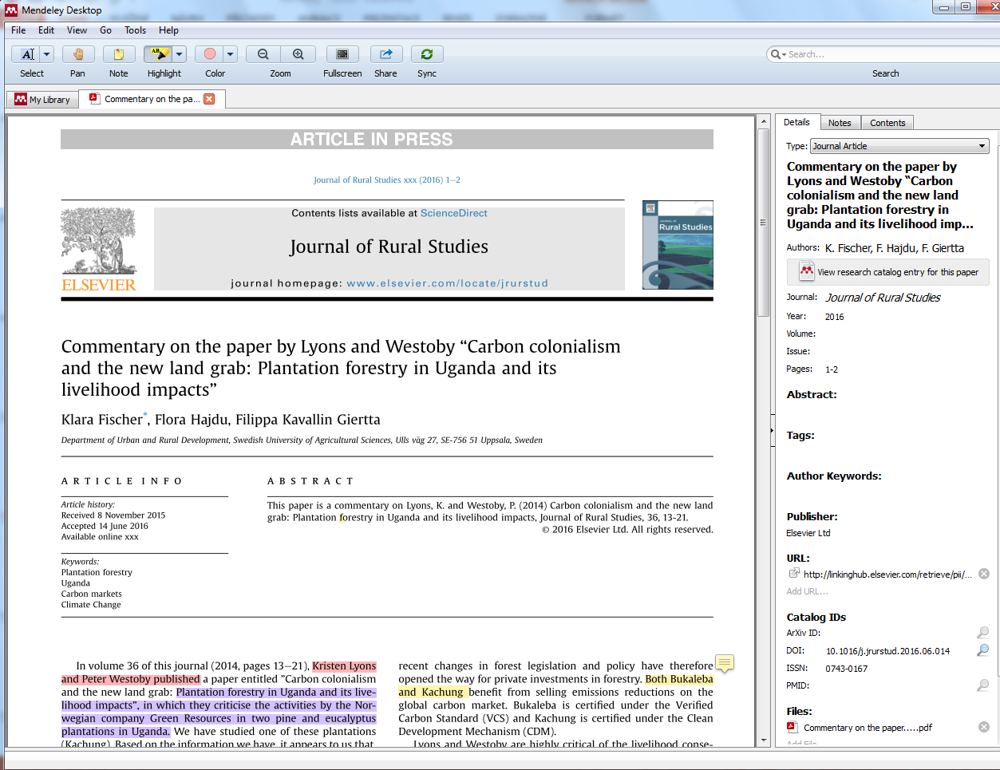 Mendeley Desktop
File Edit View Go Tools Help
Select Pan Note Highlight Color Zoom Fullscreen Share Sync
Search...
Search
My Library
Commentary on the pa...
ARTICLE IN PRESS
Journal of Rural Studies xxx (2016) 1–2
Contents lists available at ScienceDirect
Journal of Rural Studies
journal homepage: www.elsevier.com/locate/jrurstud
ELSEVIER
Rural Studies
Commentary on the paper by Lyons and Westoby “Carbon colonialism
and the new land grab: Plantation forestry in Uganda and its
livelihood impacts”
Klara Fischer*, Flora Hajdu, Filippa Kavallin Giertta
Department of Urban and Rural Development, Swedish University of Agricultural Sciences, Ulls väg 27, SE-756 51 Uppsala, Sweden
ARTICLE INFO
Article history:
Received 8 November 2015
Accepted 14 June 2016
Available online xxx
Keywords:
Plantation forestry
Uganda
Carbon markets
Climate Change
ABSTRACT
This paper is a commentary on Lyons, K. and Westoby, P. (2014) Carbon colonialism and the new land
grab: Plantation forestry in Uganda and its livelihood impacts, Journal of Rural Studies, 36, 13-21.
© 2016 Elsevier Ltd. All rights reserved.
In volume 36 of this journal (2014, pages 13–21), Kristen Lyons
and Peter Westoby published a paper entitled "Carbon colonialism
and the new land grab: Plantation forestry in Uganda and its live-
lihood impacts”, in which they criticise the activities by the Nor-
wegian company Green Resources in two pine and eucalyptus
plantations in Uganda. We have studied one of these plantations
(Kachung). Based on the information we have, it appears to us that
recent changes in forest legislation and policy have therefore
opened the way for private investments in forestry. Both Bukaleba
and Kachung benefit from selling emissions reductions on the
global carbon market. Bukaleba is certified under the Verified
Carbon Standard (VCS) and Kachung is certified under the Clean
Development Mechanism (CDM).
Lyons and Westoby are highly critical of the livelihood conse-
Details Notes Contents
Type: Journal Article
Commentary on the paper by
Lyons and Westoby “Carbon
colonialism and the new land
grab: Plantation forestry in
Uganda and its livelihood imp...
Authors: K. Fischer, F. Hajdu, F. Giertta
View research catalog entry for this paper
Journal: Journal of Rural Studies
Year: 2016
Volume:
Issue:
Pages: 1-2
Abstract:
Tags:
Author Keywords:
Publisher:
Elsevier Ltd
URL:
http://linkinghub.elsevier.com/retrieve/pii/...
Add URL...
Catalog IDs
ArXiv ID:
DOI: 10.1016/j.jrurstud.2016.06.014
ISSN: 0743-0167
PMID:
Files:
Commentary on the paper.....pdf
Add File